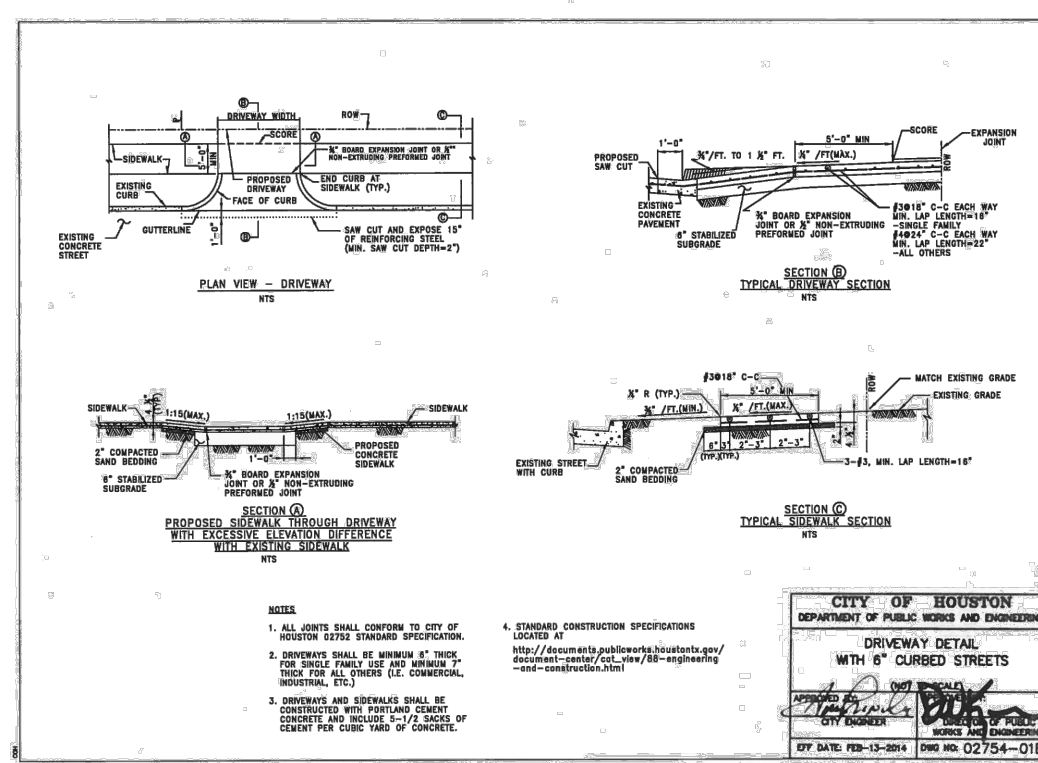 B
DRIVEWAY WIDTH
ROW
C
A
SCORE
A
5'-0"
MIN
¾" BOARD EXPANSION JOINT OR ½""
NON-EXTRUDING PREFORMED JOINT
SIDEWALK
PROPOSED
DRIVEWAY
END CURB AT
SIDEWALK (TYP.)
EXISTING
CURB
FACE OF CURB
C
GUTTERLINE
1'-0"
B
SAW CUT AND EXPOSE 15"
OF REINFORCING STEEL
(MIN. SAW CUT DEPTH=2")
EXISTING
CONCRETE
STREET
PLAN VIEW - DRIVEWAY
NTS
5'-0" MIN
SCORE
EXPANSION
JOINT
1'-0"
PROPOSED
SAW CUT
¾"/FT. TO 1 ½" FT.
/FT(MAX.)
ROW
EXISTING
CONCRETE
PAVEMENT
6" STABILIZED
SUBGRADE
¾" BOARD EXPANSION
JOINT OR ½" NON-EXTRUDING
PREFORMED JOINT
#3@18" C-C EACH WAY
MIN. LAP LENGTH=16"
-SINGLE FAMILY
#4@24" C-C EACH WAY
MIN. LAP LENGTH=22"
-ALL OTHERS
SECTION B
TYPICAL DRIVEWAY SECTION
NTS
SIDEWALK
(TYP)
1:15(MAX.)
1:15(MAX.)
SIDEWALK
2" COMPACTED
SAND BEDDING
1'-0"
PROPOSED
CONCRETE
SIDEWALK
6" STABILIZED
SUBGRADE
¾" BOARD EXPANSION
JOINT OR ½" NON-EXTRUDING
PREFORMED JOINT
SECTION A
PROPOSED SIDEWALK THROUGH DRIVEWAY
WITH EXCESSIVE ELEVATION DIFFERENCE
WITH EXISTING SIDEWALK
NTS
#3@18" C-C
R (TYP.)
5'-0" MIN
/FT.(MIN.)
/FT.(MAX.)
ROW
MATCH EXISTING GRADE
EXISTING GRADE
6" 3"
2'-3"
2'-3"
(TYP.)(TYP.)
2"
EXISTING STREET
WITH CURB
2" COMPACTED
SAND BEDDING
3-#3, MIN. LAP LENGTH=16"
SECTION C
TYPICAL SIDEWALK SECTION
NTS
NOTES
1. ALL JOINTS SHALL CONFORM TO CITY OF
HOUSTON 02752 STANDARD SPECIFICATION.
2. DRIVEWAYS SHALL BE MINIMUM 6" THICK
FOR SINGLE FAMILY USE AND MINIMUM 7"
THICK FOR ALL OTHERS (I.E. COMMERCIAL,
INDUSTRIAL, ETC.)
3. DRIVEWAYS AND SIDEWALKS SHALL BE
CONSTRUCTED WITH PORTLAND CEMENT
CONCRETE AND INCLUDE 5-1/2 SACKS OF
CEMENT PER CUBIC YARD OF CONCRETE.
4. STANDARD CONSTRUCTION SPECIFICATIONS
LOCATED AT
http://documents.publicworks.houstontx.gov/
document-center/cat_view/88-engineering
-and-construction.html
CITY OF HOUSTON
DEPARTMENT OF PUBLIC WORKS AND ENGINEERIN
DRIVEWAY DETAIL
WITH 6" CURBED STREETS
(NOT TO SCALE)
APPROVED BY:
CITY ENGINEER
DIRECTOR OF PUBLIC
WORKS AND ENGINEERIN
EFF DATE: FEB-13-2014
DWG NO: 02754-01